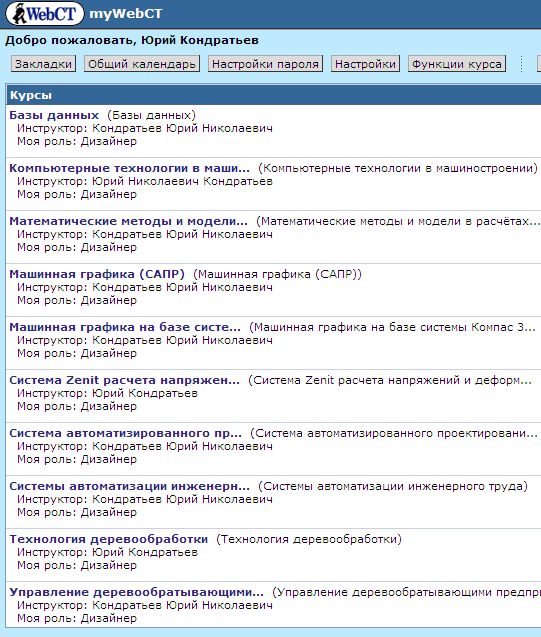 WebCT myWebCT
Добро пожаловать, Юрий Кондратьев
Закладки Общий календарь Настройки пароля Настройки Функции курса
Курсы
Базы данных (Базы данных)
Инструктор: Кондратьев Юрий Николаевич
Моя роль: Дизайнер
Компьютерные технологии в маши... (Компьютерные технологии в машиностроении)
Инструктор: Юрий Николаевич Кондратьев
Моя роль: Дизайнер
Математические методы и модели... (Математические методы и модели в расчётах...
Инструктор: Кондратьев Юрий Николаевич
Моя роль: Дизайнер
Машинная графика (САПР) (Машинная графика (САПР))
Инструктор: Кондратьев Юрий Николаевич
Моя роль: Дизайнер
Машинная графика на базе систе... (Машинная графика на базе системы Компас 3...
Инструктор: Кондратьев Юрий Николаевич
Моя роль: Дизайнер
Система Zenit расчета напряжен... (Система Zenit расчета напряжений и деформ...
Инструктор: Юрий Кондратьев
Моя роль: Дизайнер
Система автоматизированного пр... (Система автоматизированного проектировани...
Инструктор: Кондратьев Юрий Николаевич
Моя роль: Дизайнер
Системы автоматизации инженерн... (Системы автоматизации инженерного труда)
Инструктор: Кондратьев Юрий Николаевич
Моя роль: Дизайнер
Технология деревообработки (Технология деревообработки)
Инструктор: Юрий Кондратьев
Моя роль: Дизайнер
Управление деревообратывающими... (Управление деревообратывающими предпри
Инструктор: Кондратьев Юрий Николаевич
Моя роль: Дизайнер